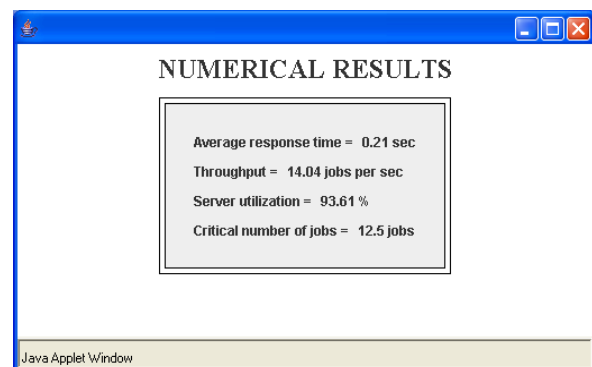 NUMERICAL RESULTS
Average response time = 0.21 sec
Throughput = 14.04 jobs per sec
Server utilization = 93.61 %
Critical number of jobs = 12.5 jobs
Java Applet Window